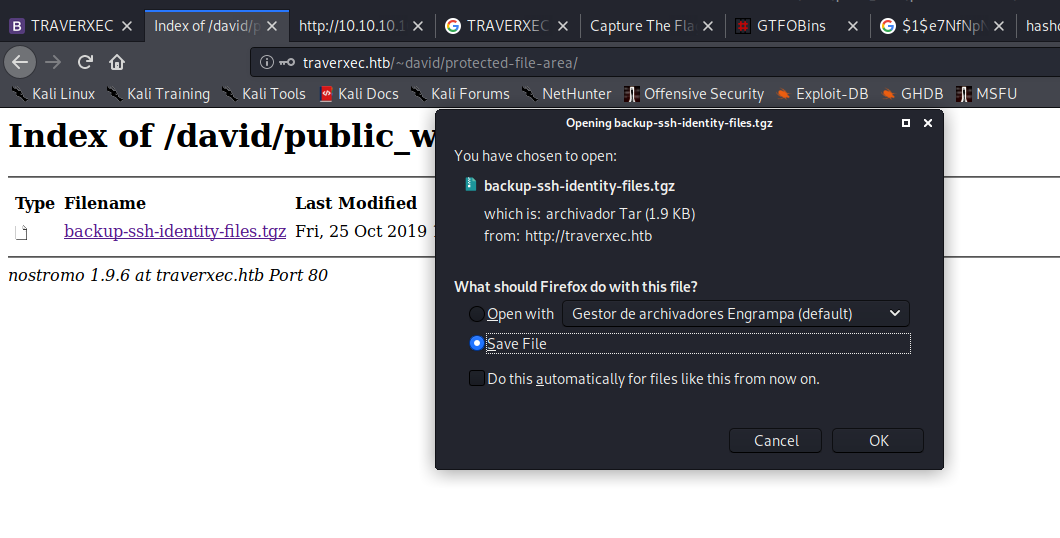 TRAVERXEC
Index of /david/p
http://10.10.10.1
TRAVERXEC
Capture The Fla
GTFOBins
$1$e7NfNpN
hashc
traverxec.htb/~david/protected-file-area/
Kali Linux
Kali Training
Kali Tools
Kali Docs
Kali Forums
NetHunter
Offensive Security
Exploit-DB
GHDB
MSFU
Index of /david/public_w
Type Filename Last Modified
backup-ssh-identity-files.tgz Fri, 25 Oct 2019
nostromo 1.9.6 at traverxec.htb Port 80
Opening backup-ssh-identity-files.tgz
You have chosen to open:
backup-ssh-identity-files.tgz
which is: archivador Tar (1.9 KB)
from: http://traverxec.htb
What should Firefox do with this file?
Open with Gestor de archivadores Engrampa (default)
Save File
Do this automatically for files like this from now on.
Cancel OK